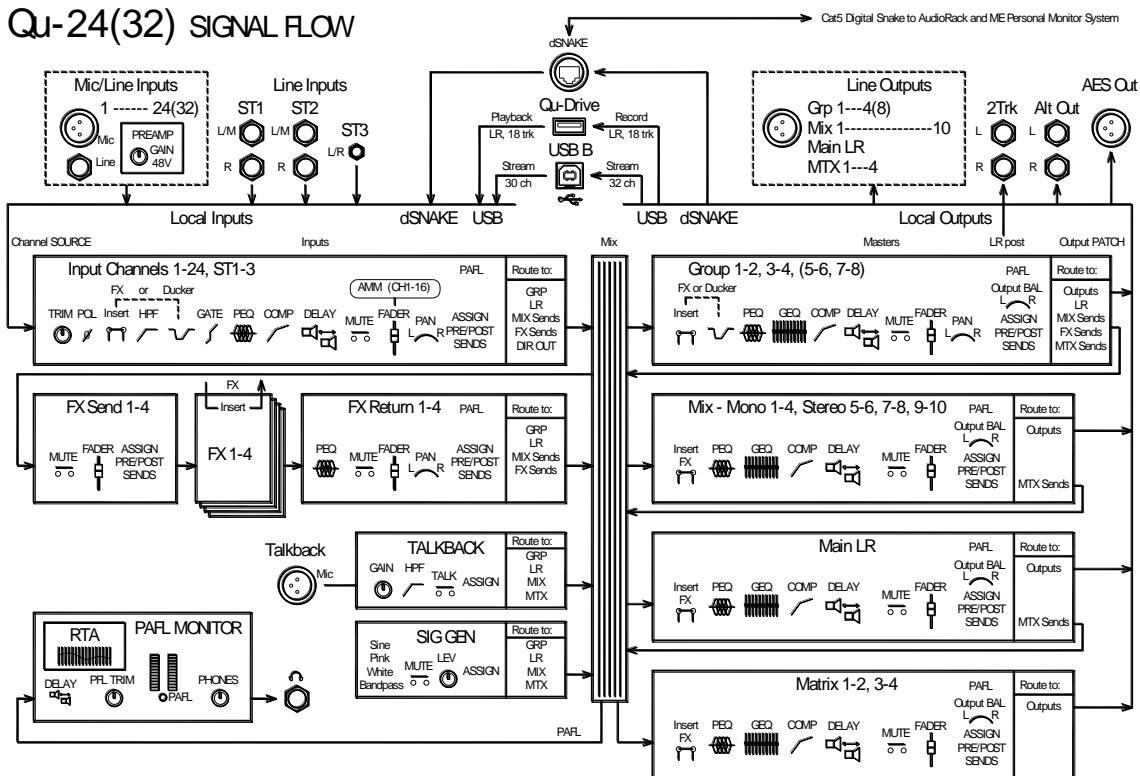 Qu-24(32) SIGNAL FLOW
Cat5 Digital Snake to AudioRack and ME Personal Monitor System
dSNAKE
Mic/Line Inputs
1 ------ 24(32)
Mic
Line
PREAMP
GAIN
48V
Line Inputs
ST1 ST2
L/M L/M
R R
ST3
L/R
Qu-Drive
Playback
LR, 18 trk
Record
LR, 18 trk
USB B
Stream
30 ch
Stream
32 ch
Line Outputs
Grp 1---4(8)
Mix 1--------------10
Main LR
MTX 1---4
2Trk Alt Out
L L
R R
AES Out
Local Inputs
dSNAKE USB
USB dSNAKE
Local Outputs
Channel SOURCE
Inputs
Mix
Masters
LR post
Output PATCH
Input Channels 1-24, ST1-3
PAFL
Route to:
FX or Ducker
AMM (CH1-16)
TRIM POL Insert HPF GATE PEQ COMP DELAY MUTE FADER L PAN R
ASSIGN
PRE/POST
SENDS
GRP
LR
MIX Sends
FX Sends
DIR OUT
Group 1-2, 3-4, (5-6, 7-8)
PAFL
Output BAL
L R
Route to:
FX or Ducker
Insert PEQ GEQ COMP DELAY MUTE FADER L PAN R
ASSIGN
PRE/POST
SENDS
Outputs
LR
MIX Sends
FX Sends
MTX Sends
FX Send 1-4
MUTE FADER
ASSIGN
PRE/POST
SENDS
FX
Insert
FX 1-4
FX Return 1-4
PAFL
Route to:
PEQ MUTE FADER L PAN R
ASSIGN
PRE/POST
SENDS
GRP
LR
MIX Sends
FX Sends
Mix - Mono 1-4, Stereo 5-6, 7-8, 9-10
PAFL
Output BAL
L R
Route to:
Insert
FX
PEQ GEQ COMP DELAY MUTE FADER
ASSIGN
PRE/POST
SENDS
Outputs
MTX Sends
Talkback
Mic
TALKBACK
GAIN HPF TALK ASSIGN
Route to:
GRP
LR
MIX
MTX
Main LR
PAFL
Output BAL
L R
Route to:
Insert
FX
PEQ GEQ COMP DELAY MUTE FADER
ASSIGN
PRE/POST
SENDS
Outputs
MTX Sends
RTA
PAFL MONITOR
DELAY PFL TRIM PAFL PHONES
SIG GEN
Sine
Pink
White
Bandpass
MUTE LEV ASSIGN
Route to:
GRP
LR
MIX
MTX
PAFL
Matrix 1-2, 3-4
PAFL
Output BAL
L R
Route to:
Insert
FX
PEQ GEQ COMP DELAY MUTE FADER
ASSIGN
PRE/POST
SENDS
Outputs